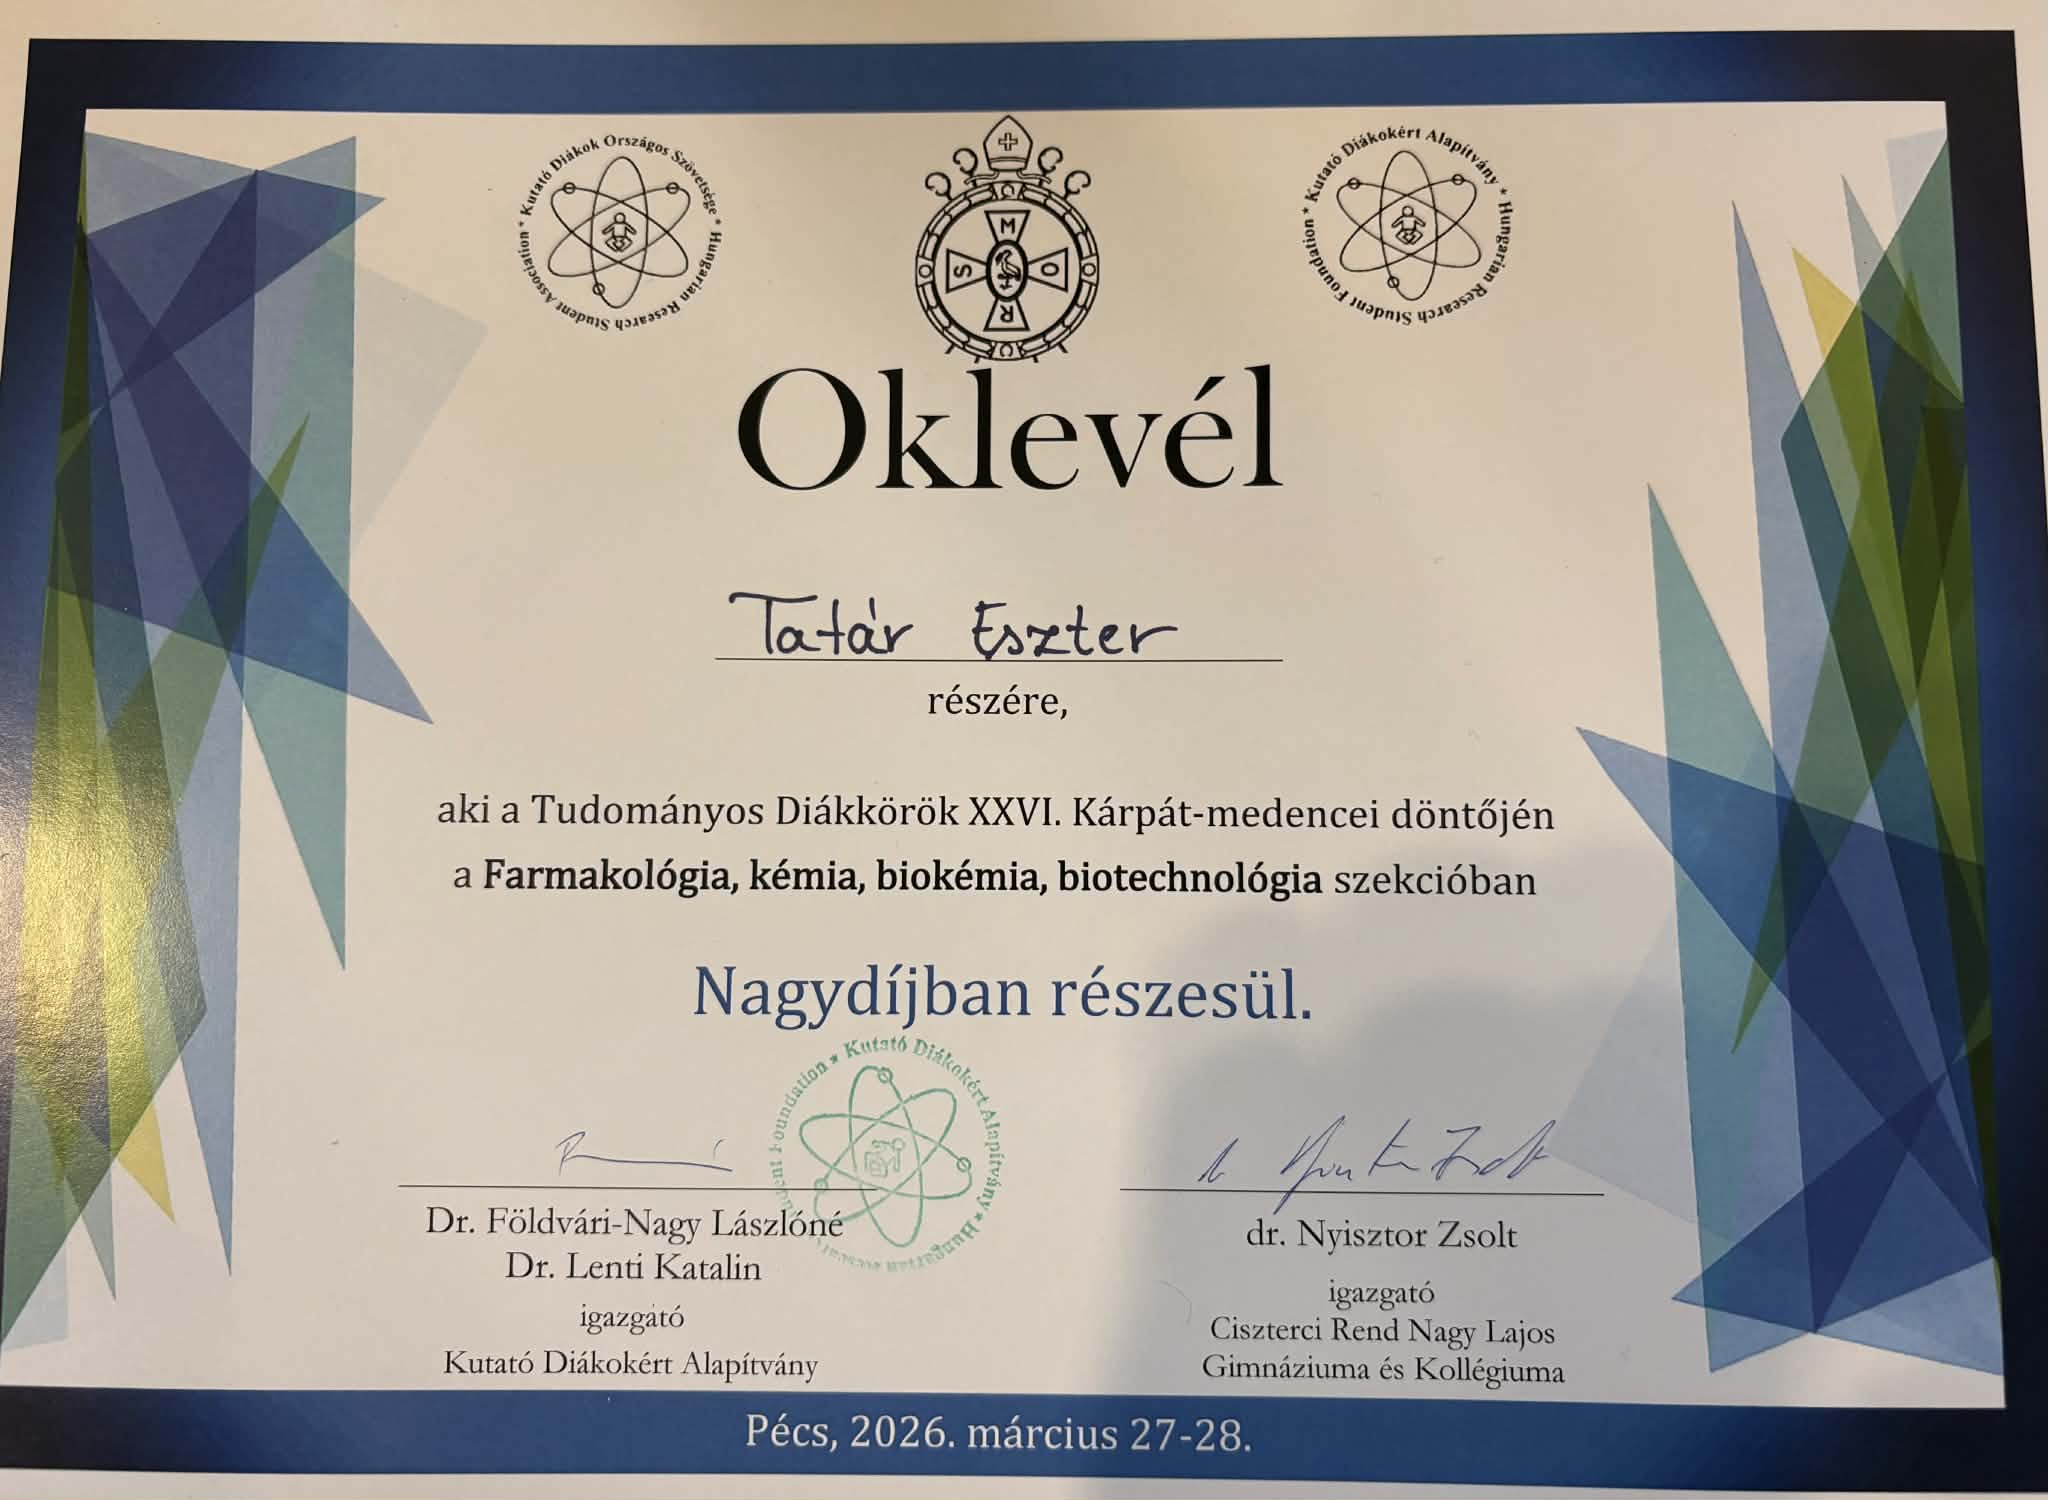 * Kutató Diákok Országos Szövetsége * Hungarian Research Student Association
M
S O
R
* Kutató Diákokért Alapítvány * Hungarian Research Student Foundation
Oklevél
Tatár Eszter
részére,
aki a Tudományos Diákkörök XXVI. Kárpát-medencei döntőjén
a Farmakológia, kémia, biokémia, biotechnológia szekcióban
Nagydíjban részesül.
* Kutató Diákokért Alapítvány * Hungarian Foundation
Dr. Földvári-Nagy Lászlóné
Dr. Lenti Katalin
igazgató
Kutató Diákokért Alapítvány
dr. Nyisztor Zsolt
igazgató
Ciszterci Rend Nagy Lajos
Gimnáziuma és Kollégiuma
Pécs, 2026. március 27-28.